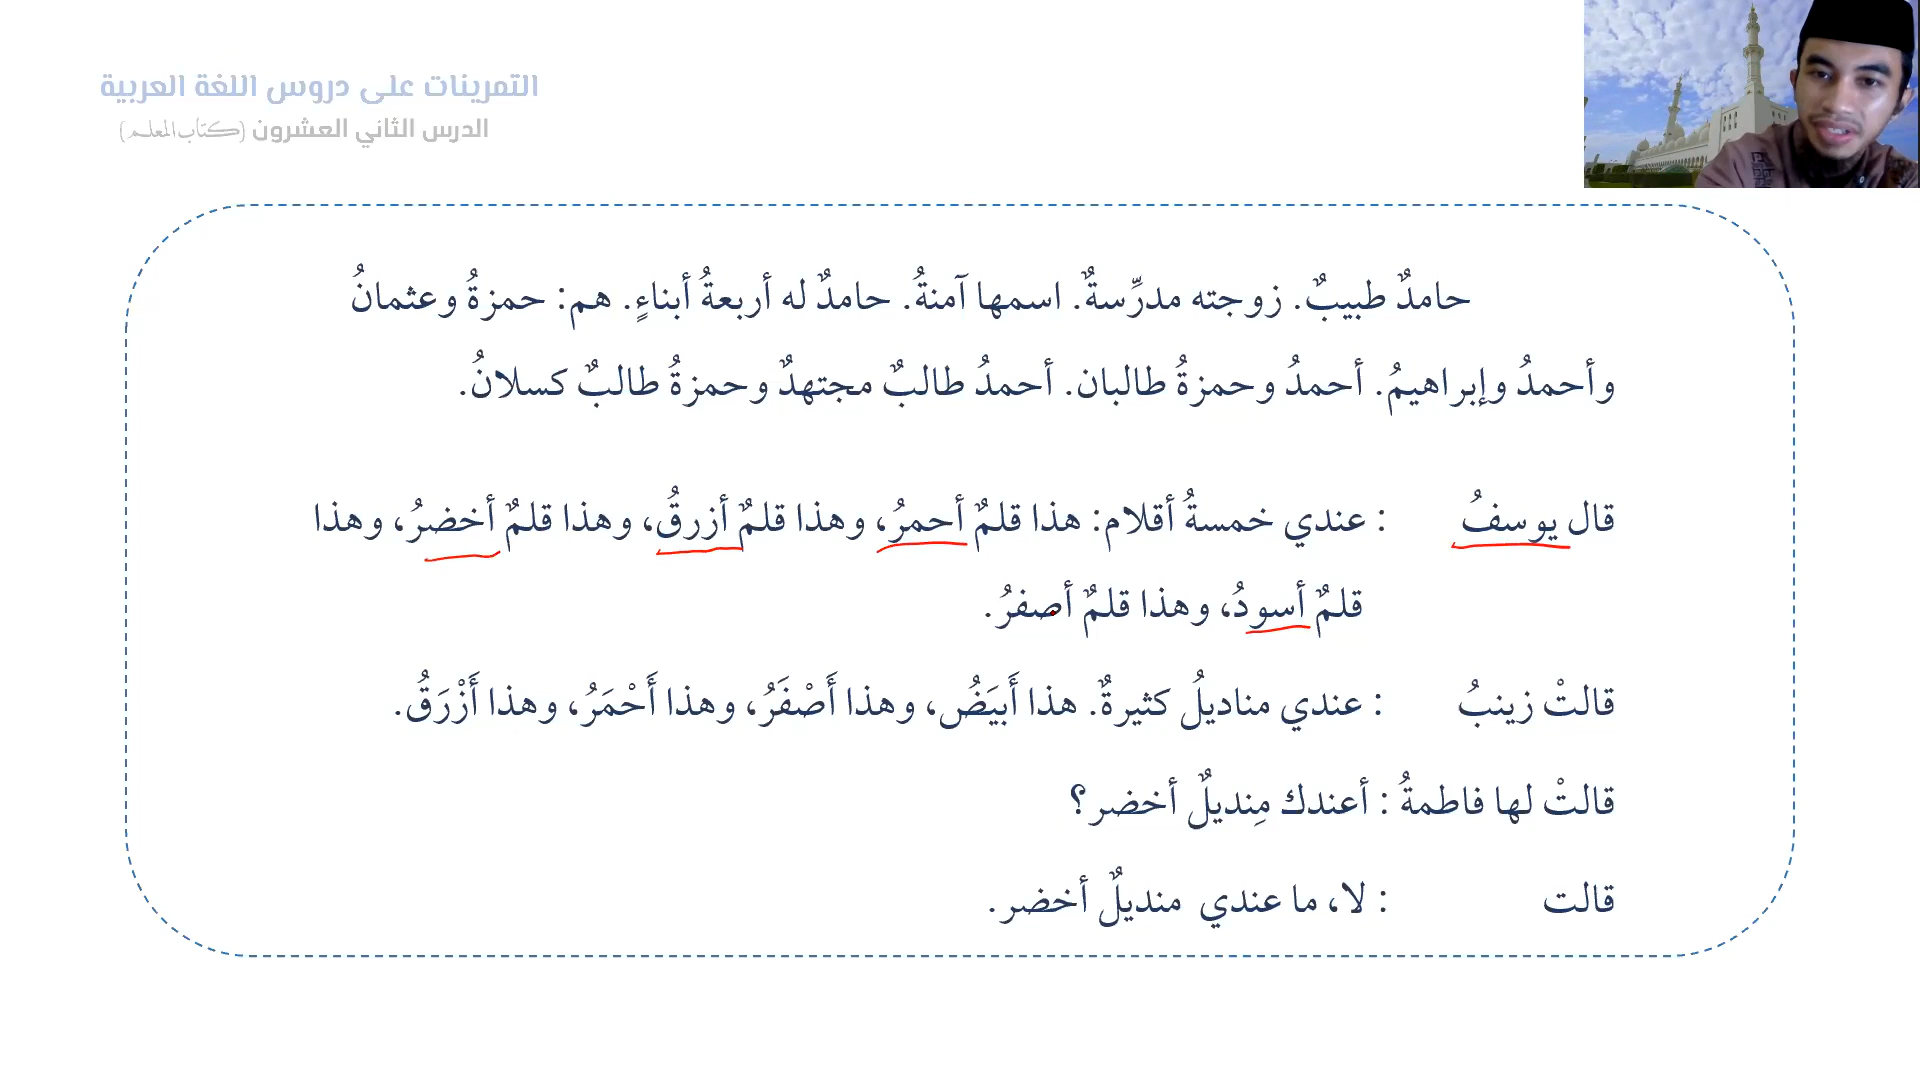 التمرينات على دروس اللغة العربية
الدرس الثاني العشرون (كتاب المعلم)
حامدٌ طبيبٌ. زوجته مدرِّسةٌ. اسمها آمنةُ. حامدٌ له أربعةُ أبناءٍ. هم: حمزةُ وعثمانُ
وأحمدُ وإبراهيمُ. أحمدُ وحمزةُ طالبان. أحمدُ طالبٌ مجتهدٌ وحمزةُ طالبٌ كسلانُ.
قال يوسفُ : عندي خمسةُ أقلام: هذا قلمٌ أحمرُ، وهذا قلمٌ أزرقُ، وهذا قلمٌ أخضرُ، وهذا
قلمٌ أسودُ، وهذا قلمٌ أصفرُ.
قالتْ زينبُ : عندي مناديلُ كثيرةٌ. هذا أَبيَضُ، وهذا أَصْفَرُ، وهذا أَحْمَرُ، وهذا أَزْرَقُ.
قالتْ لها فاطمةُ : أعندك مِنديلٌ أخضر؟
قالت : لا، ما عندي منديلٌ أخضر.